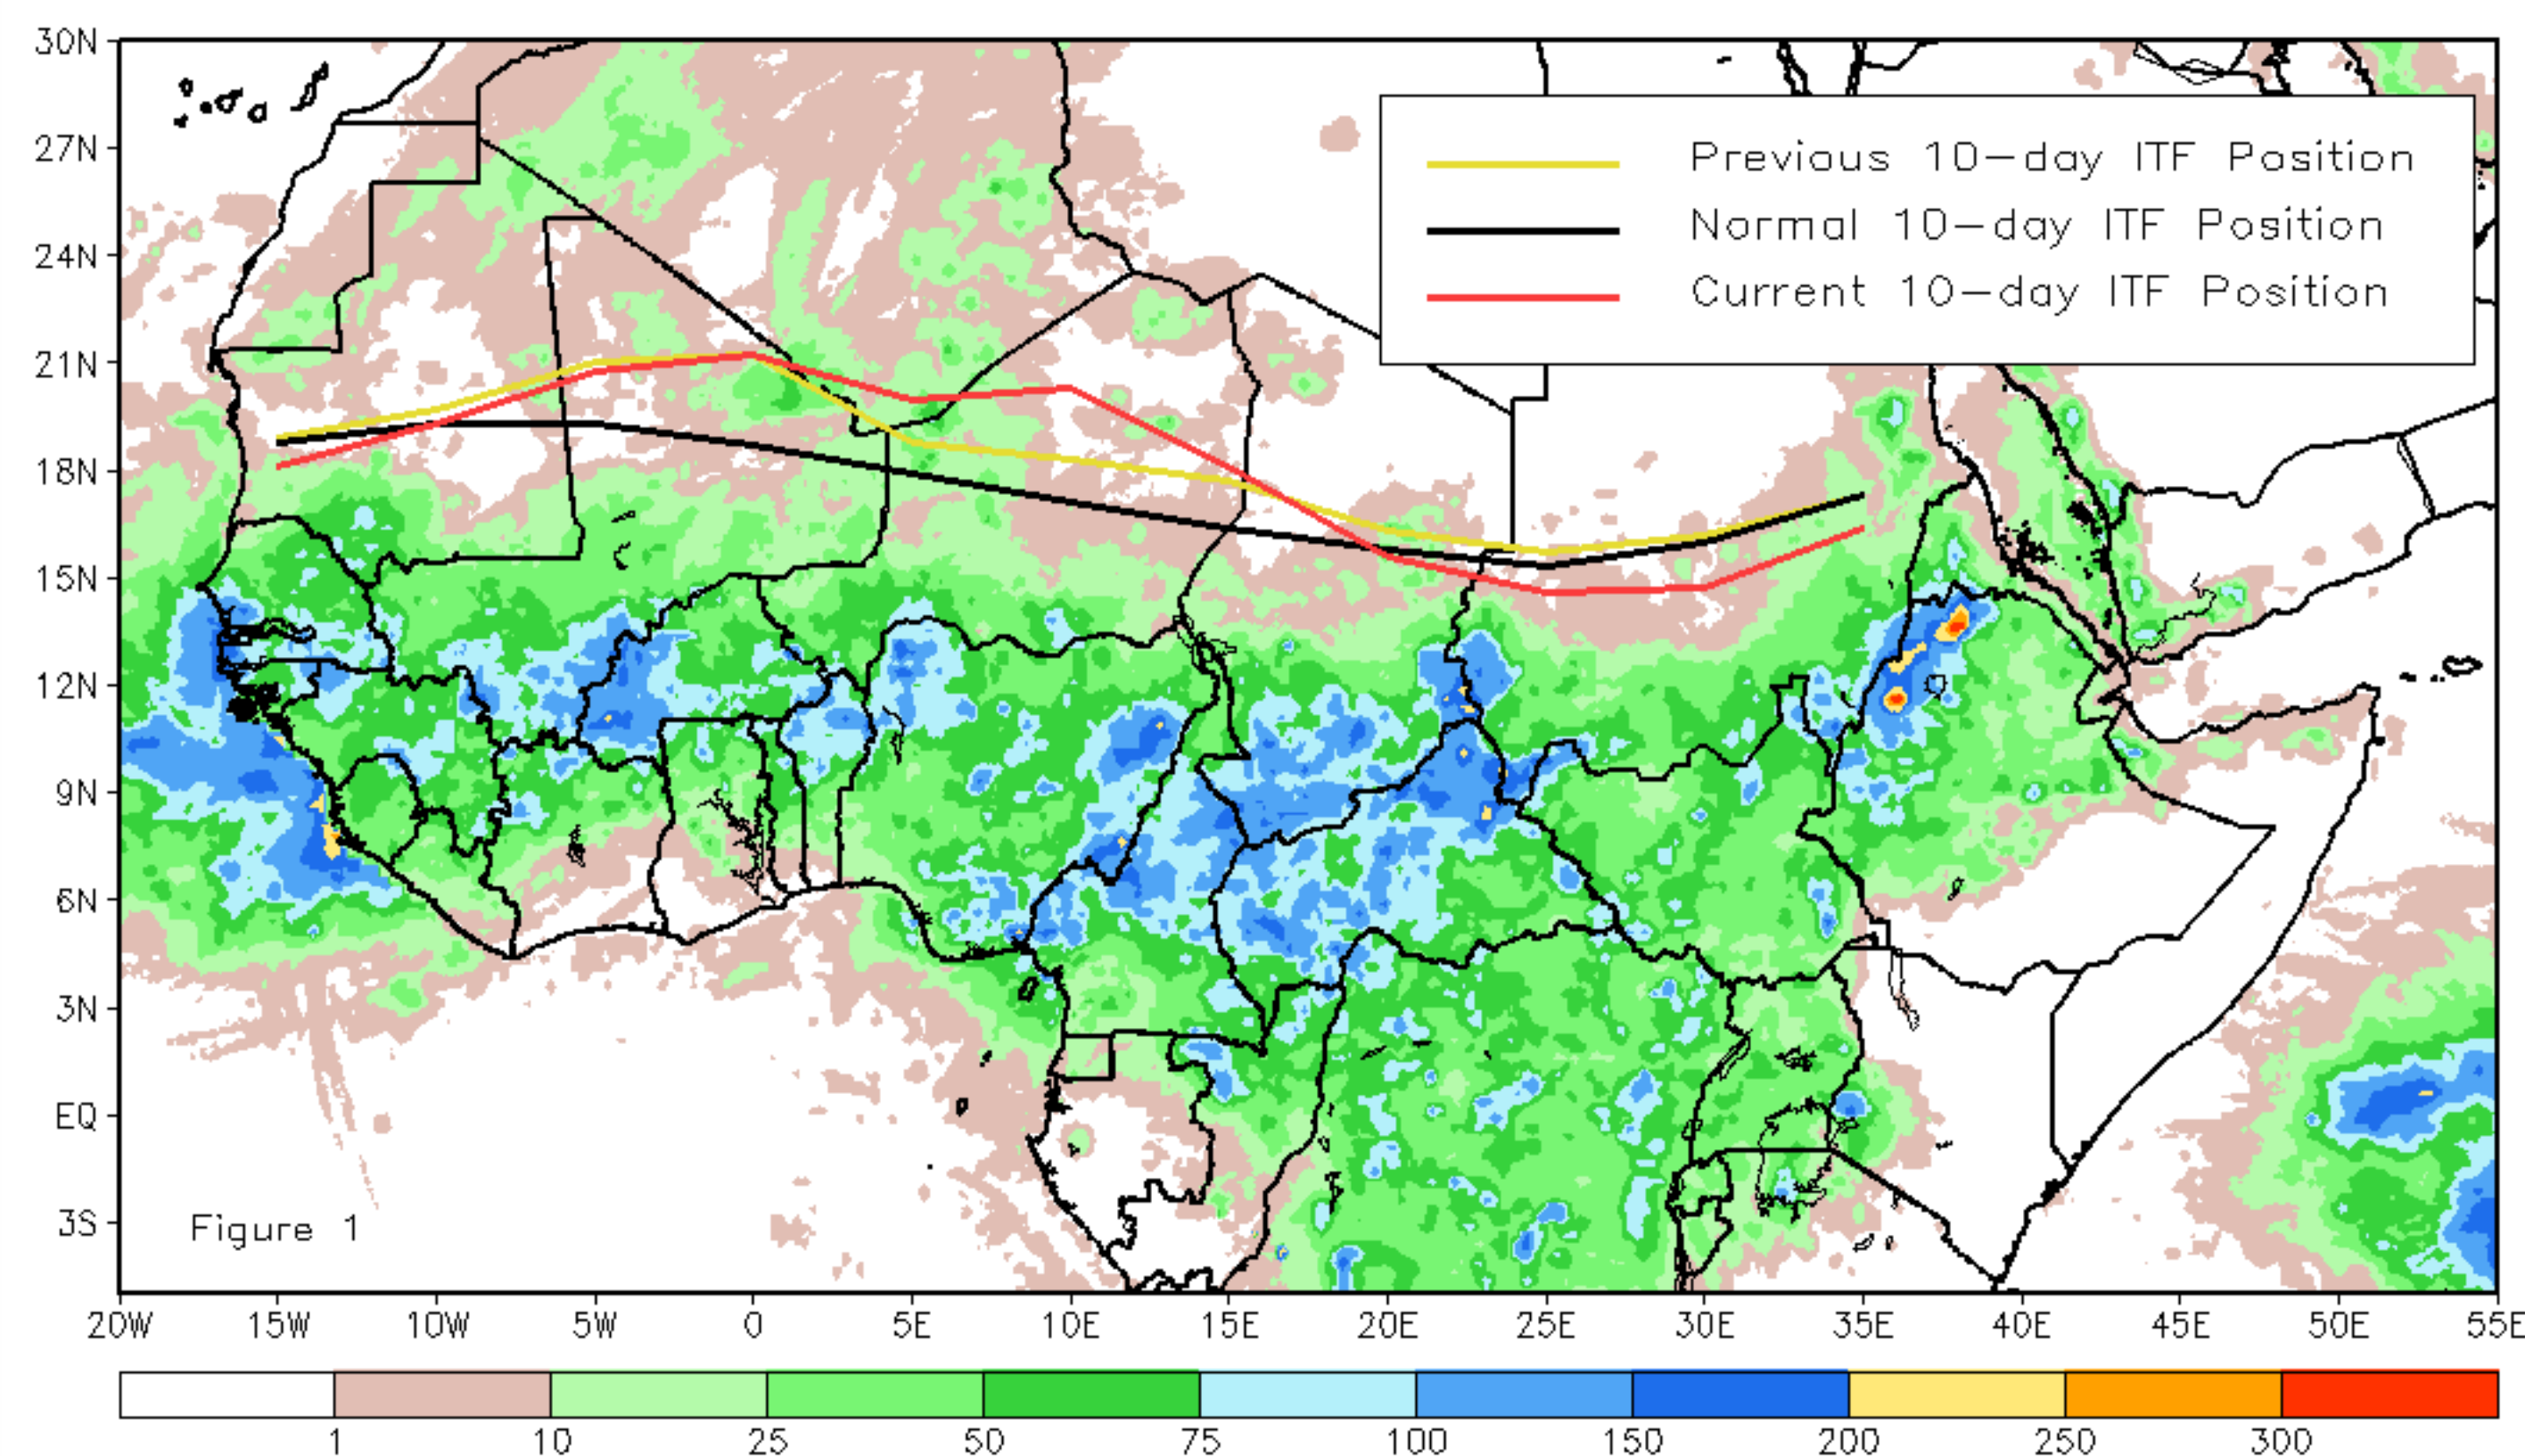 30N
27N
24N
21N
18N
15N
12N
9N
6N
3N
EQ
3S
Previous 10-day ITF Position
Normal 10-day ITF Position
Current 10-day ITF Position
Figure 1
20W 15W 10W 5W 0 5E 10E 15E 20E 25E 30E 35E 40E 45E 50E 55E
1 10 25 50 75 100 150 200 250 300